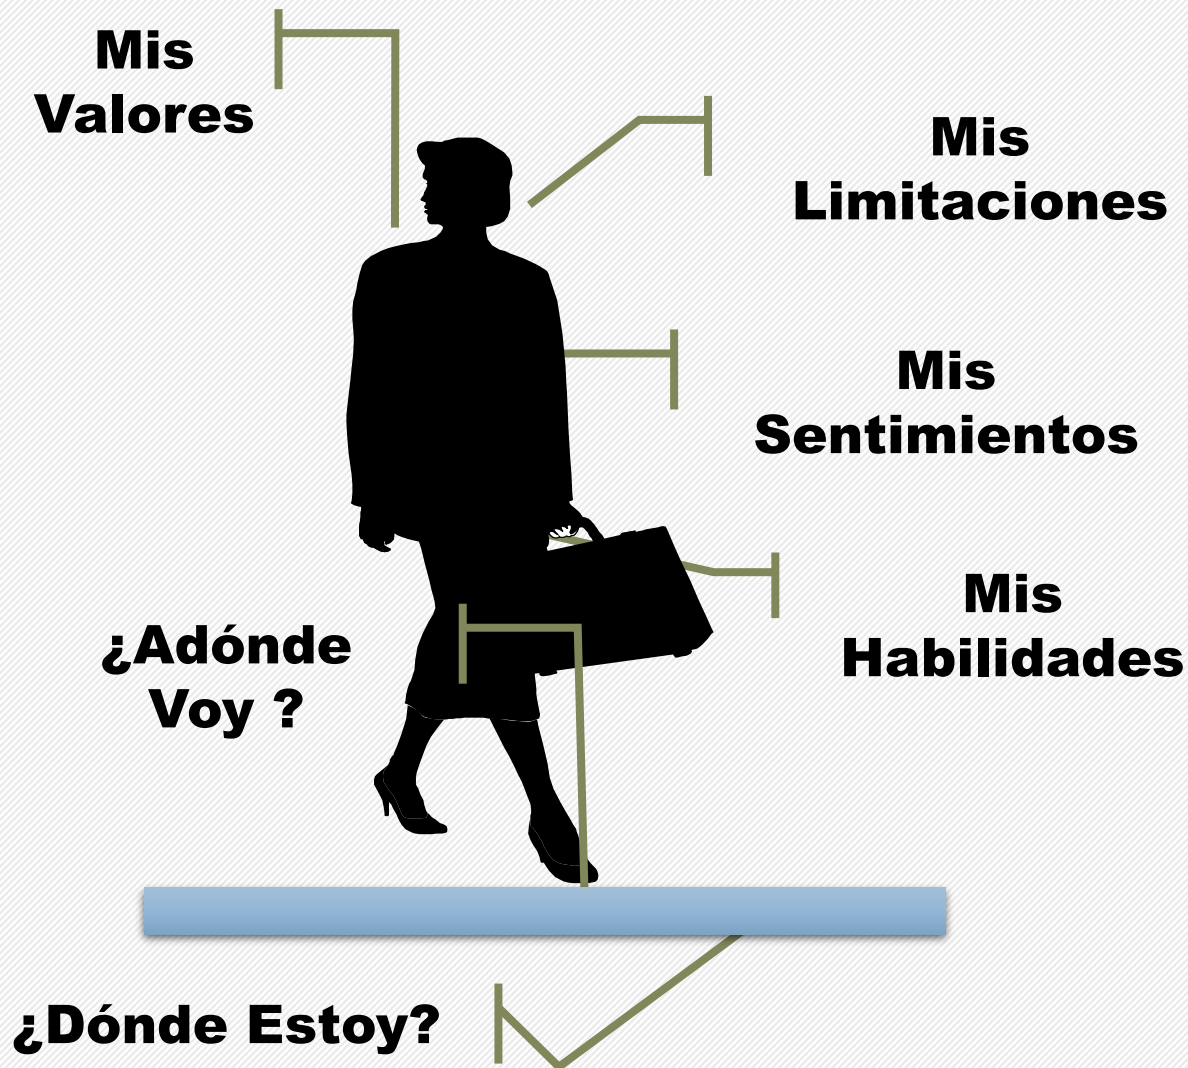 Mis
Valores
Mis
Limitaciones
Mis
Sentimientos
Mis
Habilidades
¿Adónde
Voy ?
¿Dónde Estoy?